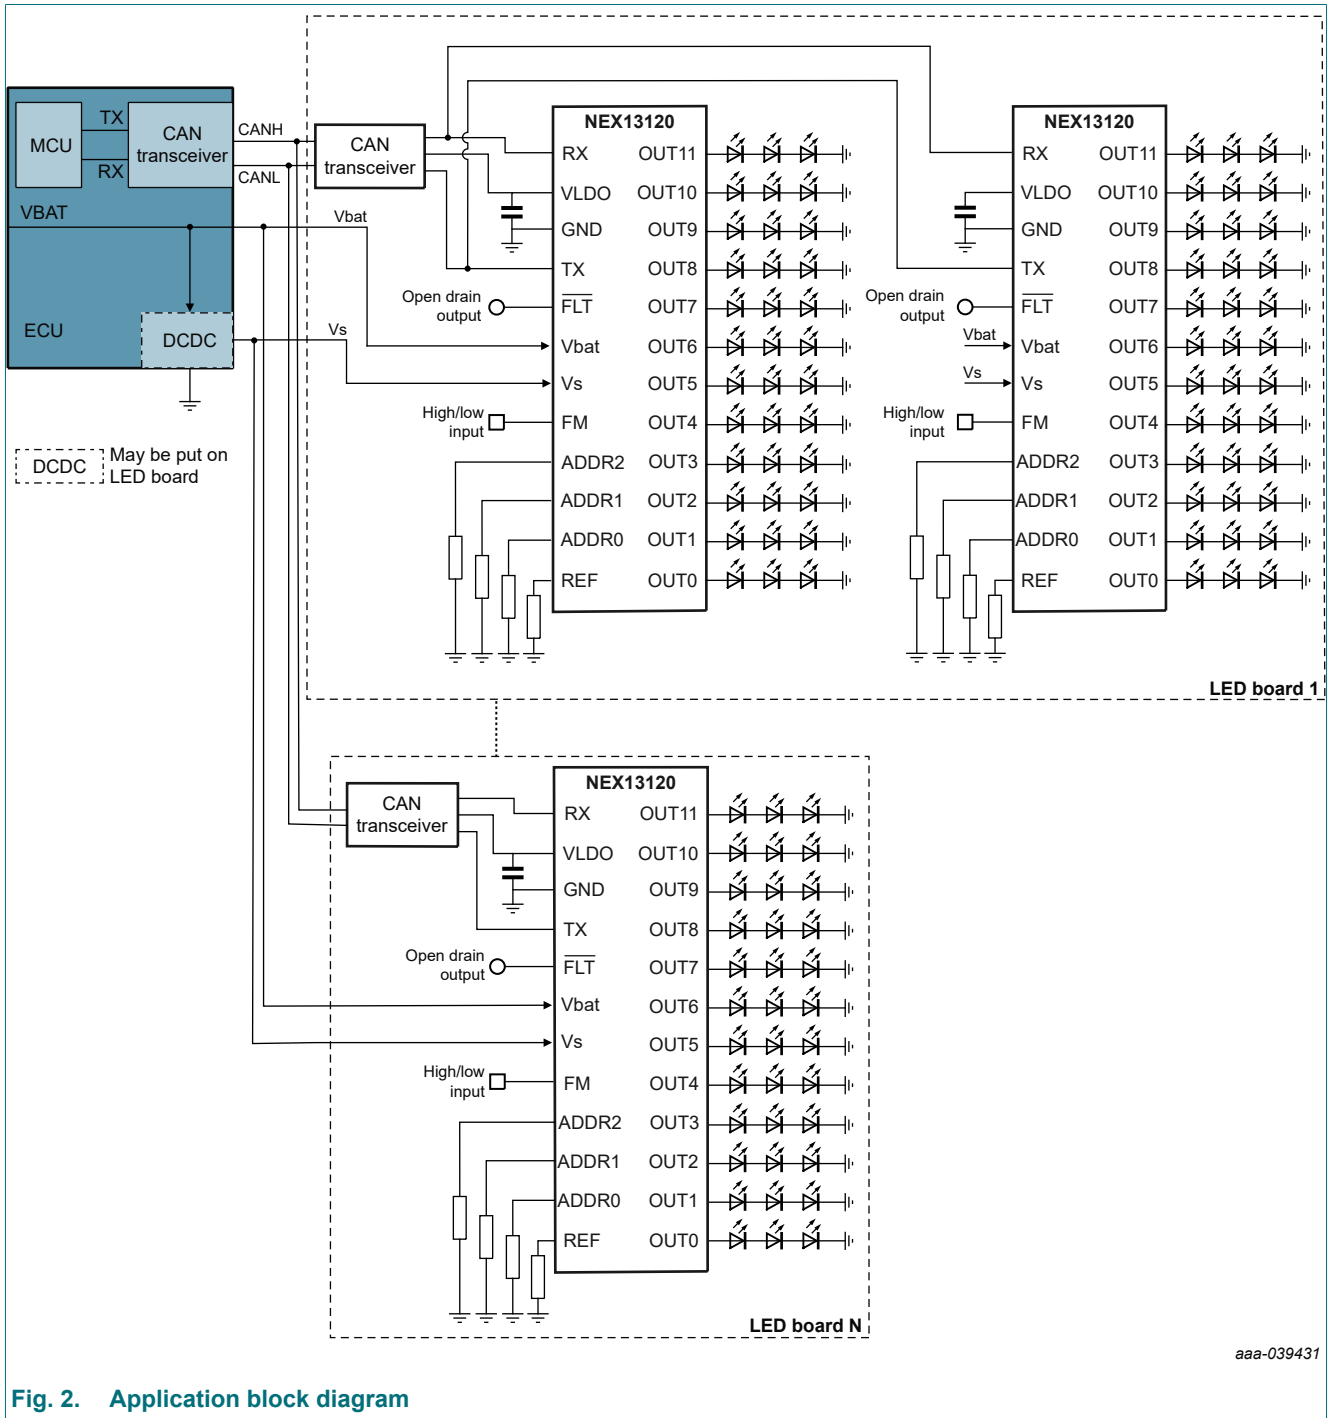 MCU
TX
RX
CAN
transceiver
CANH
CANL
VBAT
ECU
DCDC
DCDC
May be put on
LED board
Vbat
Vs
CAN
transceiver
NEX13120
RX OUT11
VLDO OUT10
GND OUT9
TX OUT8
Open drain
output
FLT OUT7
Vbat OUT6
Vs OUT5
High/low
input
FM OUT4
ADDR2 OUT3
ADDR1 OUT2
ADDR0 OUT1
REF OUT0
NEX13120
RX OUT11
VLDO OUT10
GND OUT9
TX OUT8
Open drain
output
FLT OUT7
Vbat
Vbat OUT6
Vs
Vs OUT5
High/low
input
FM OUT4
ADDR2 OUT3
ADDR1 OUT2
ADDR0 OUT1
REF OUT0
LED board 1
CAN
transceiver
NEX13120
RX OUT11
VLDO OUT10
GND OUT9
TX OUT8
Open drain
output
FLT OUT7
Vbat OUT6
Vs OUT5
High/low
input
FM OUT4
ADDR2 OUT3
ADDR1 OUT2
ADDR0 OUT1
REF OUT0
LED board N
aaa-039431
Fig. 2. Application block diagram